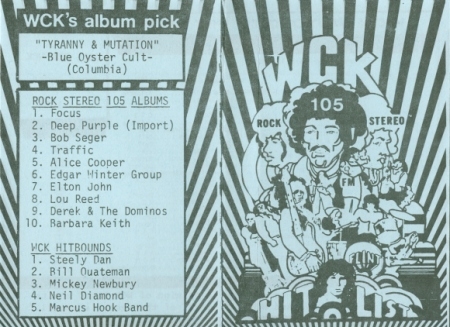 WCK's album pick
"TYRANNY & MUTATION"
-Blue Oyster Cult-
(Columbia)
ROCK STEREO 105 ALBUMS
1. Focus
2. Deep Purple (Import)
3. Bob Seger
4. Traffic
5. Alice Cooper
6. Edgar Winter Group
7. Elton John
8. Lou Reed
9. Derek & The Dominos
10. Barbara Keith
WCK HITBOUNDS
1. Steely Dan
2. Bill Quateman
3. Mickey Newbury
4. Neil Diamond
5. Marcus Hook Band
WCK
105
ROCK STEREO
FM
FLINT
HIT LIST